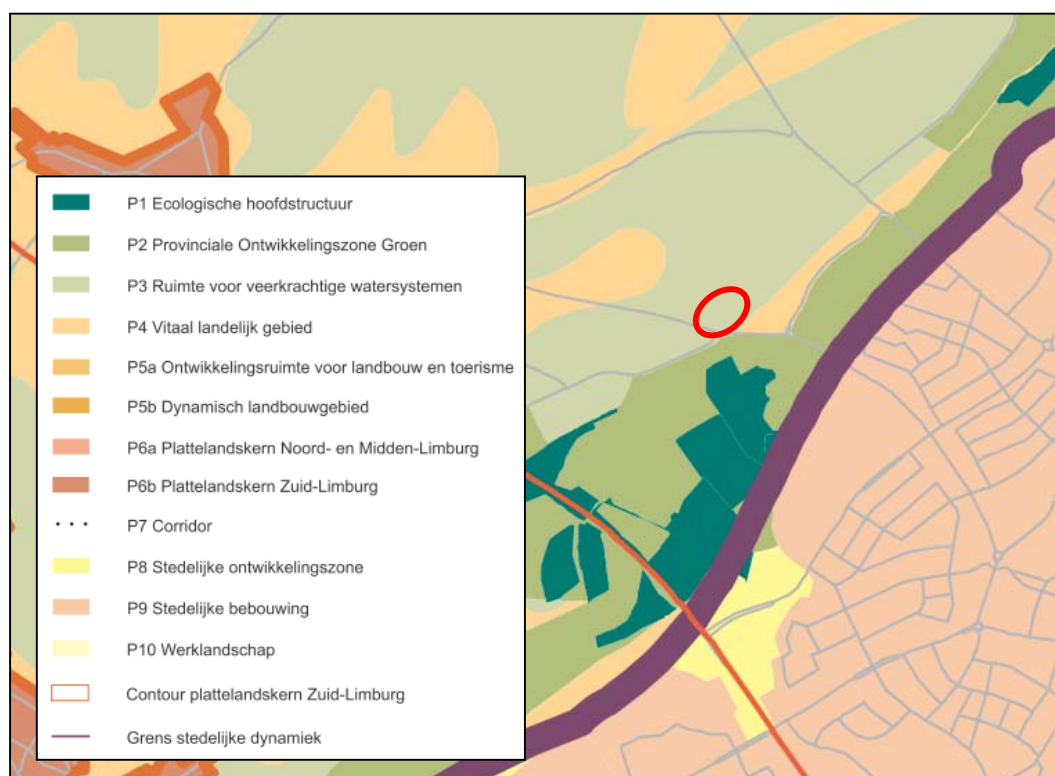 P1 Ecologische hoofdstructuur
P2 Provinciale Ontwikkelingszone Groen
P3 Ruimte voor veerkrachtige watersystemen
P4 Vitaal landelijk gebied
P5a Ontwikkelingsruimte voor landbouw en toerisme
P5b Dynamisch landbouwgebied
P6a Plattelandskern Noord- en Midden-Limburg
P6b Plattelandskern Zuid-Limburg
P7 Corridor
P8 Stedelijke ontwikkelingszone
P9 Stedelijke bebouwing
P10 Werklandschap
Contour plattelandskern Zuid-Limburg
Grens stedelijke dynamiek